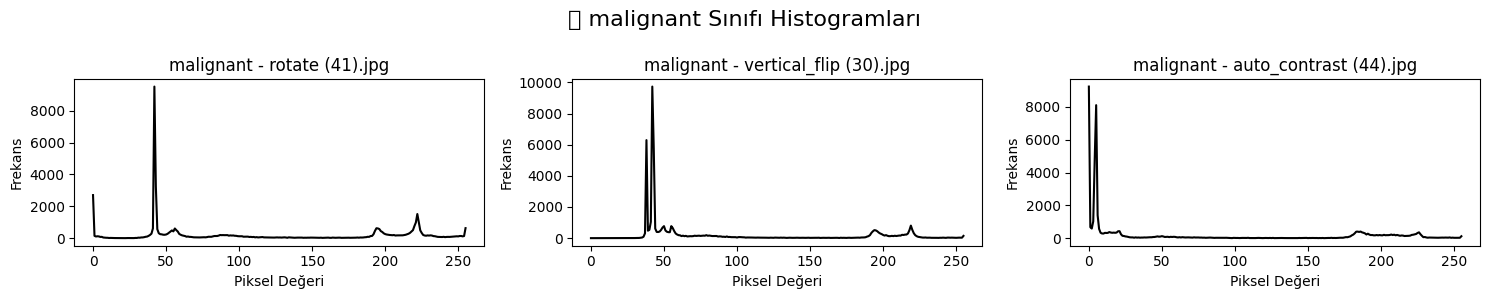 malignant Sınıfı Histogramları
malignant - rotate (41).jpg
8000
6000
4000
2000
0
Frekans
0 50 100 150 200 250
Piksel Değeri
malignant - vertical_flip (30).jpg
10000
8000
6000
4000
2000
0
Frekans
0 50 100 150 200 250
Piksel Değeri
malignant - auto_contrast (44).jpg
8000
6000
4000
2000
0
Frekans
0 50 100 150 200 250
Piksel Değeri